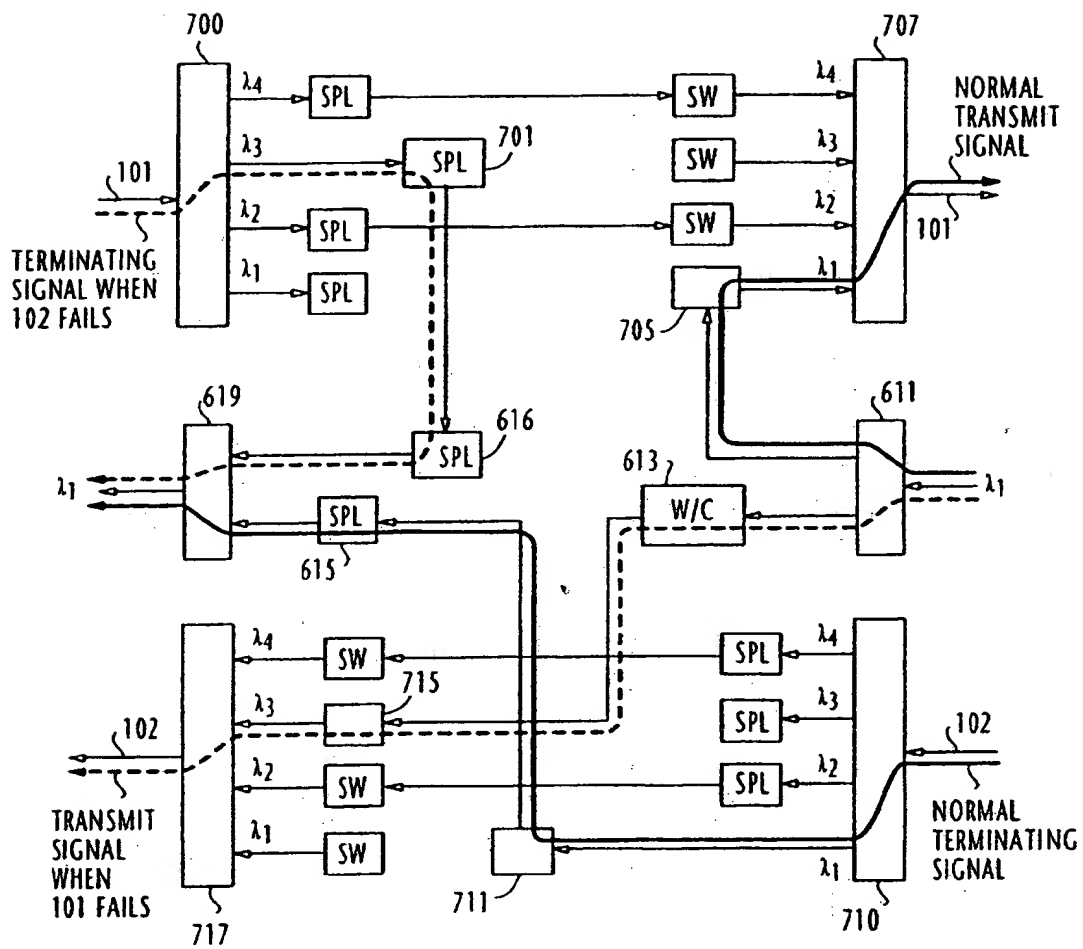 700
707
λ4
SPL
SW
λ4
NORMAL
TRANSMIT
SIGNAL
λ3
SPL
701
SW
λ3
101
λ2
SPL
SW
λ2
101
TERMINATING
SIGNAL WHEN
102 FAILS
λ1
SPL
705
λ1
619
SPL
616
613
611
λ1
W/C
λ1
SPL
615
λ4
SW
SPL
λ4
λ3
715
SPL
λ3
102
102
λ2
SW
SPL
λ2
TRANSMIT
SIGNAL
WHEN
101 FAILS
λ1
SW
711
λ1
NORMAL
TERMINATING
SIGNAL
717
710